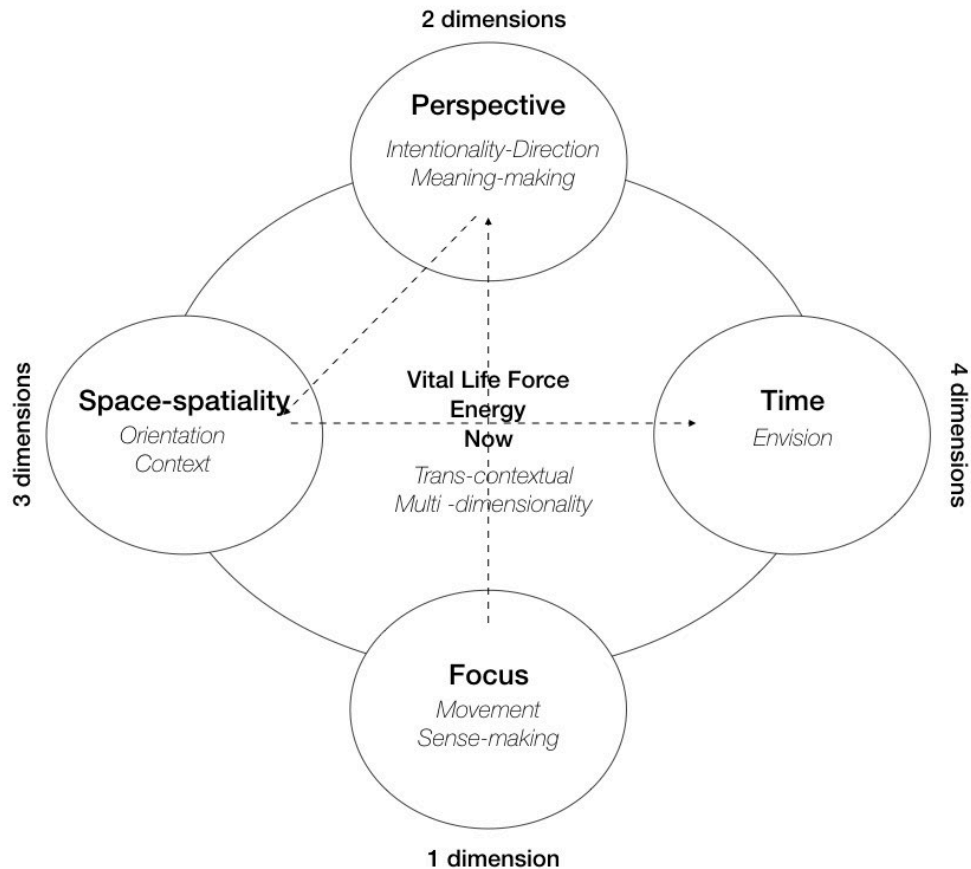 2 dimensions
Perspective
Intentionality-Direction
Meaning-making
3 dimensions
Space-spatiality
Orientation
Context
Vital Life Force
Energy
Now
Trans-contextual
Multi -dimensionality
Time
Envision
4 dimensions
Focus
Movement
Sense-making
1 dimension